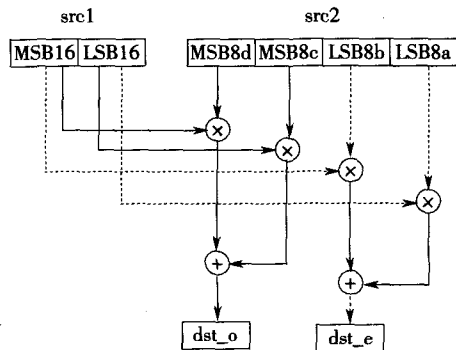 src1 src2
MSB16 LSB16 MSB8d MSB8c LSB8b LSB8a
×
×
×
×
+
+
dst_o dst_e